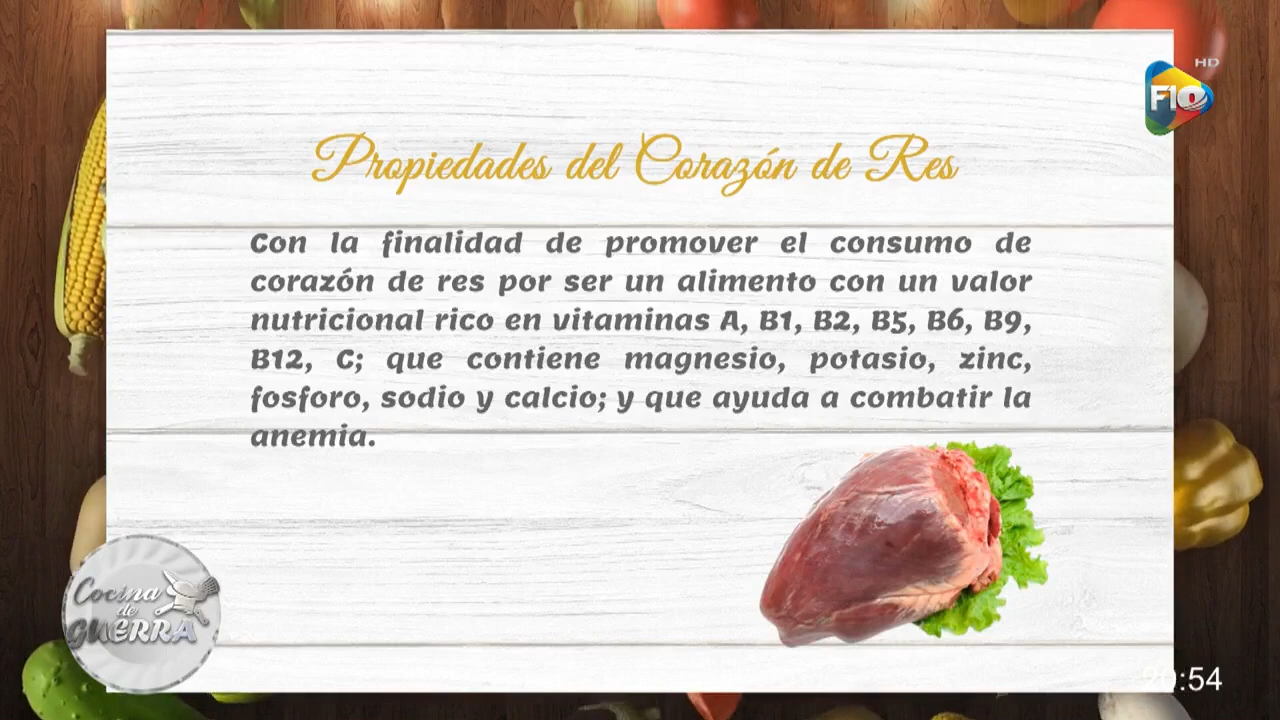 HD
F10
Propiedades del Corazón de Res
Con la finalidad de promover el consumo de
corazón de res por ser un alimento con un valor
nutricional rico en vitaminas A, B1, B2, B5, B6, B9,
B12, C; que contiene magnesio, potasio, zinc,
fosforo, sodio y calcio; y que ayuda a combatir la
anemia.
Cocina
de
GUERRA
20:54